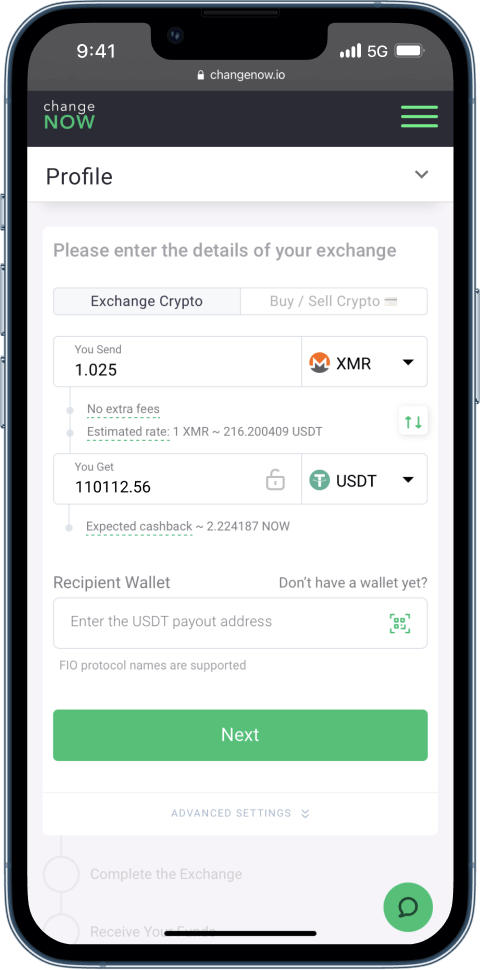 9:41
5G
changenow.io
change
NOW
Profile
Please enter the details of your exchange
Exchange Crypto
Buy / Sell Crypto
You Send
1.025
XMR
No extra fees
Estimated rate: 1 XMR ~ 216.200409 USDT
You Get
110112.56
USDT
Expected cashback ~ 2.224187 NOW
Recipient Wallet
Don't have a wallet yet?
Enter the USDT payout address
FIO protocol names are supported
Next
ADVANCED SETTINGS
Complete the Exchange
Receive Your Funds